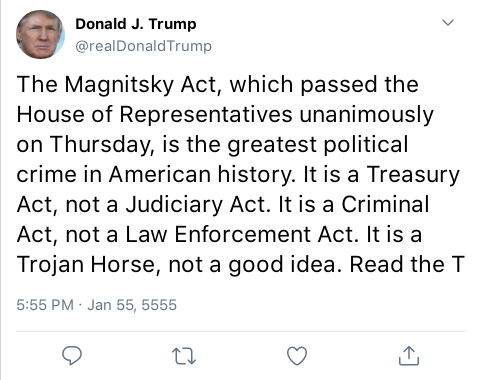 Donald J. Trump
@realDonaldTrump
The Magnitsky Act, which passed the
House of Representatives unanimously
on Thursday, is the greatest political
crime in American history. It is a Treasury
Act, not a Judiciary Act. It is a Criminal
Act, not a Law Enforcement Act. It is a
Trojan Horse, not a good idea. Read the T
5:55 PM · Jan 55, 5555